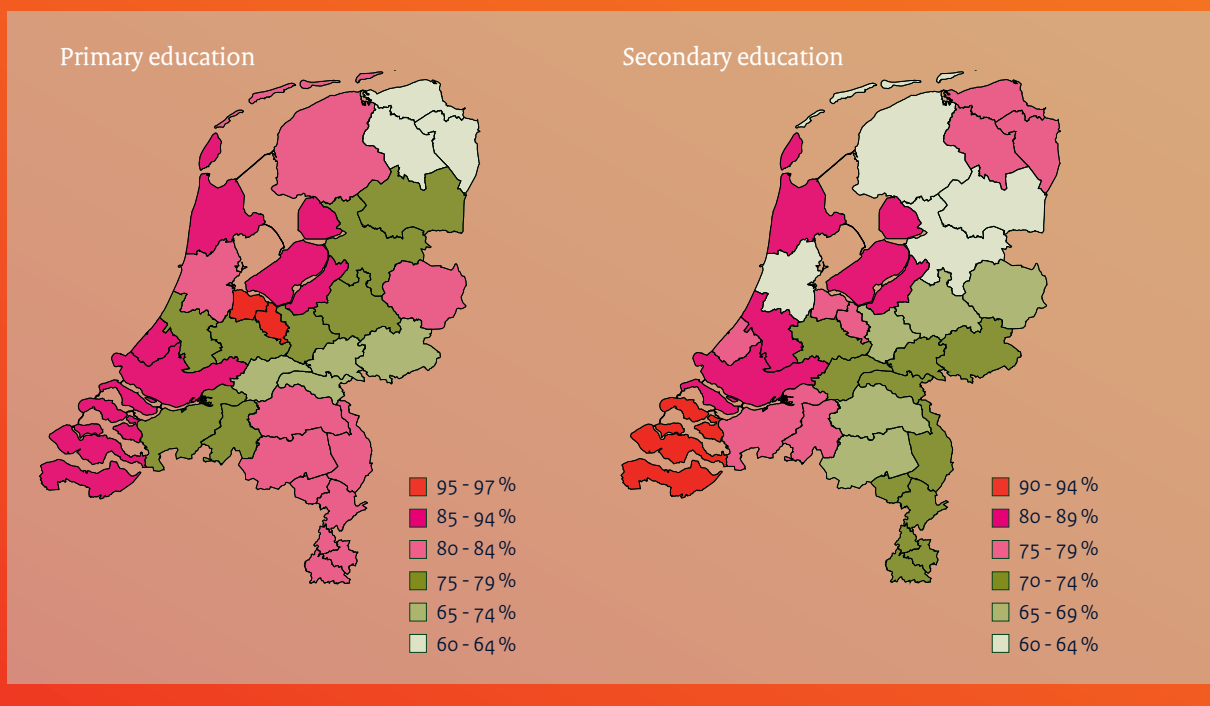 Primary education
95 - 97 %
85 - 94 %
80 - 84 %
75 - 79 %
65 - 74 %
60 - 64 %
Secondary education
90 - 94 %
80 - 89 %
75 - 79 %
70 - 74 %
65 - 69 %
60 - 64 %